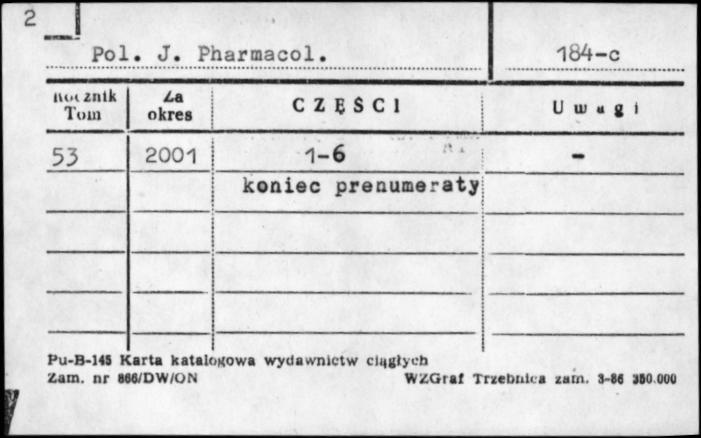 2
Pol. J. Pharmacol. 184-c
Rocznik Tom Za okres CZĘŚCI Uwagi
53 2001 1-6 -
koniec prenumeraty
Pu-B-145 Karta katalogowa wydawnictw ciągłych
Zam. nr 866/DW/ON WZGraf Trzebnica zam. 3-86 350.000